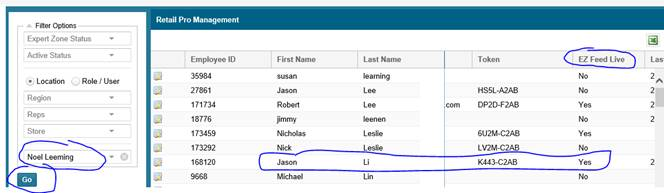 Filter Options
Expert Zone Status
Active Status
Location Role / User
Region
Reps
Store
Noel Leeming
Go
Retail Pro Management
Employee ID First Name Last Name Token EZ Feed Live Las
35984 susan learning No 2
27861 Jason Lee HS5L-A2AB No
171734 Robert Lee .com DP2D-F2AB Yes 2
18776 jimmy leenen No 2
173459 Nicholas Leslie 6U2M-C2AB Yes
173292 Nick Leslie LV2M-C2AB No
168120 Jason Li K443-C2AB Yes 2
9668 Michael Lin No